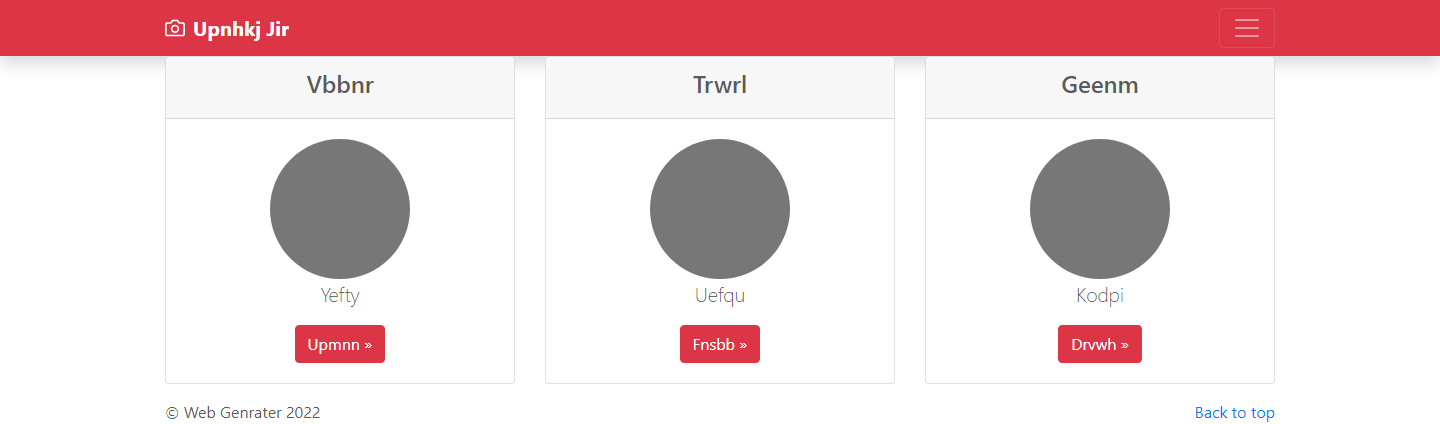 Upnhkj Jir
Vbbnr
Trwrl
Geenm
Yefty
Uefqu
Kodpi
Upmnn »
Fnsbb »
Drvwh »
© Web Genrater 2022
Back to top